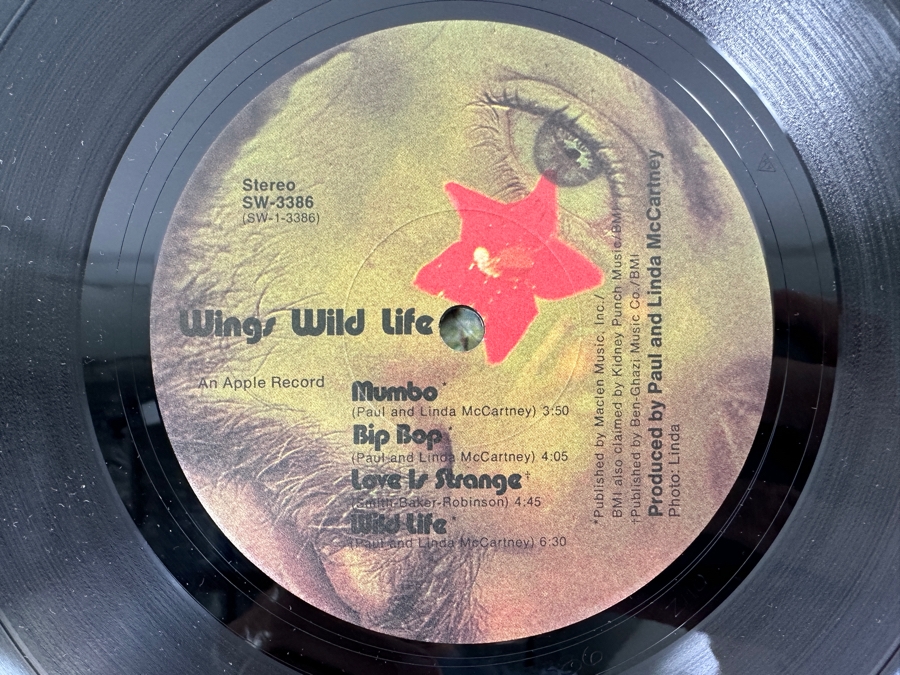 Stereo
SW-3386
(SW-1-3386)
Wings Wild Life
An Apple Record
Mumbo*
(Paul and Linda McCartney) 3:50
Bip Bop*
(Paul and Linda McCartney) 4:05
Love Is Strange†
(Smith-Baker-Robinson) 4:45
Wild Life*
(Paul and Linda McCartney) 6:30
*Published by Maclen Music, Inc./
BMI also claimed by Kidney Punch Music/BMI
†Published by Ben-Ghazi Music Co./BMI
Produced by Paul and Linda McCartney
Photo: Linda